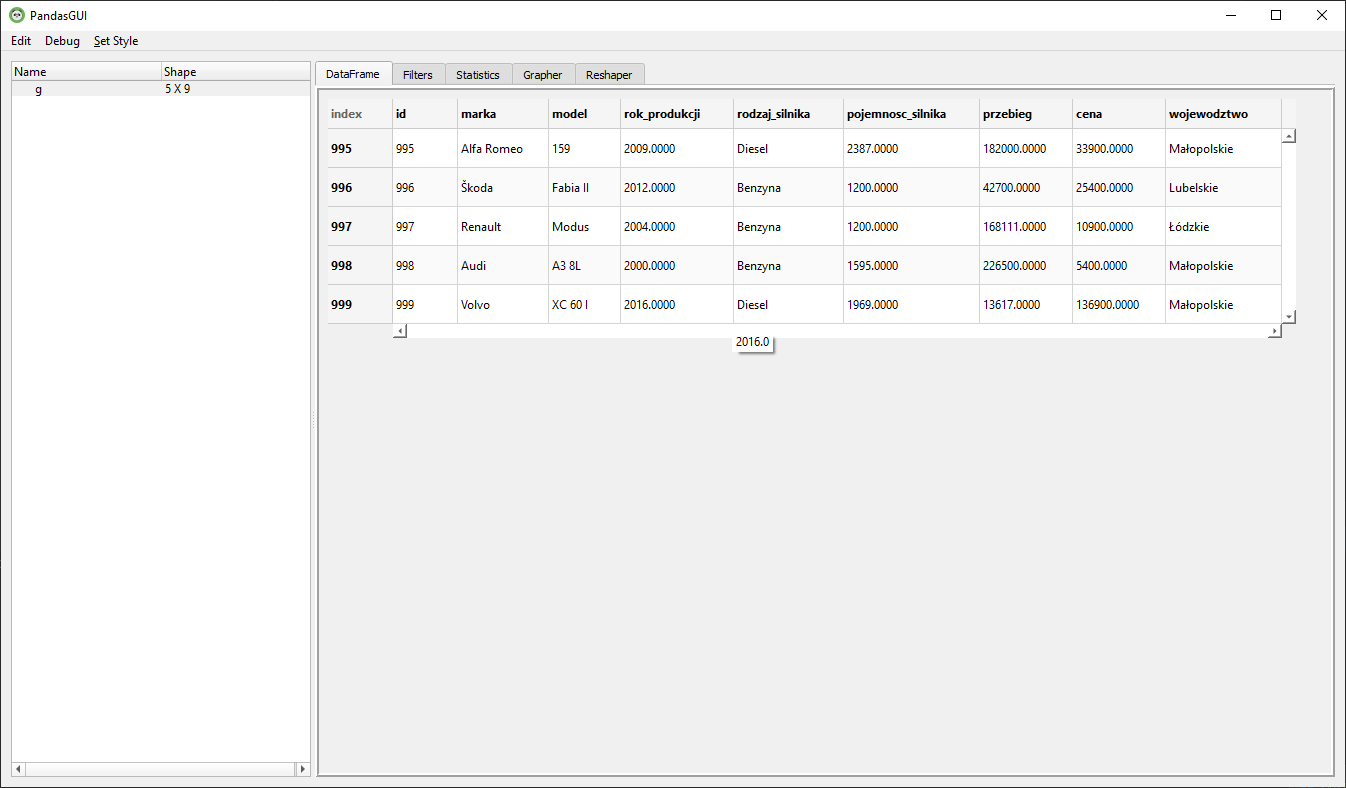 PandasGUI
Edit Debug Set Style
Name Shape
g 5 X 9
DataFrame Filters Statistics Grapher Reshaper
index id marka model rok_produkcji rodzaj_silnika pojemnosc_silnika przebieg cena wojewodztwo
995 995 Alfa Romeo 159 2009.0000 Diesel 2387.0000 182000.0000 33900.0000 Małopolskie
996 996 Škoda Fabia II 2012.0000 Benzyna 1200.0000 42700.0000 25400.0000 Lubelskie
997 997 Renault Modus 2004.0000 Benzyna 1200.0000 168111.0000 10900.0000 Łódzkie
998 998 Audi A3 8L 2000.0000 Benzyna 1595.0000 226500.0000 5400.0000 Małopolskie
999 999 Volvo XC 60 I 2016.0000 Diesel 1969.0000 13617.0000 136900.0000 Małopolskie
2016.0